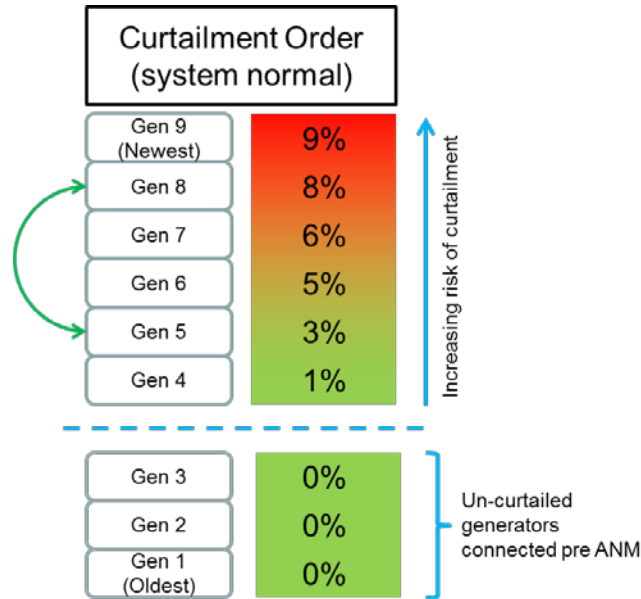 Curtailment Order
(system normal)
Gen 9
(Newest)
9%
Gen 8
8%
Gen 7
6%
Gen 6
5%
Gen 5
3%
Gen 4
1%
Increasing risk of curtailment
Gen 3
0%
Gen 2
0%
Gen 1
(Oldest)
0%
Un-curtailed
generators
connected pre ANM